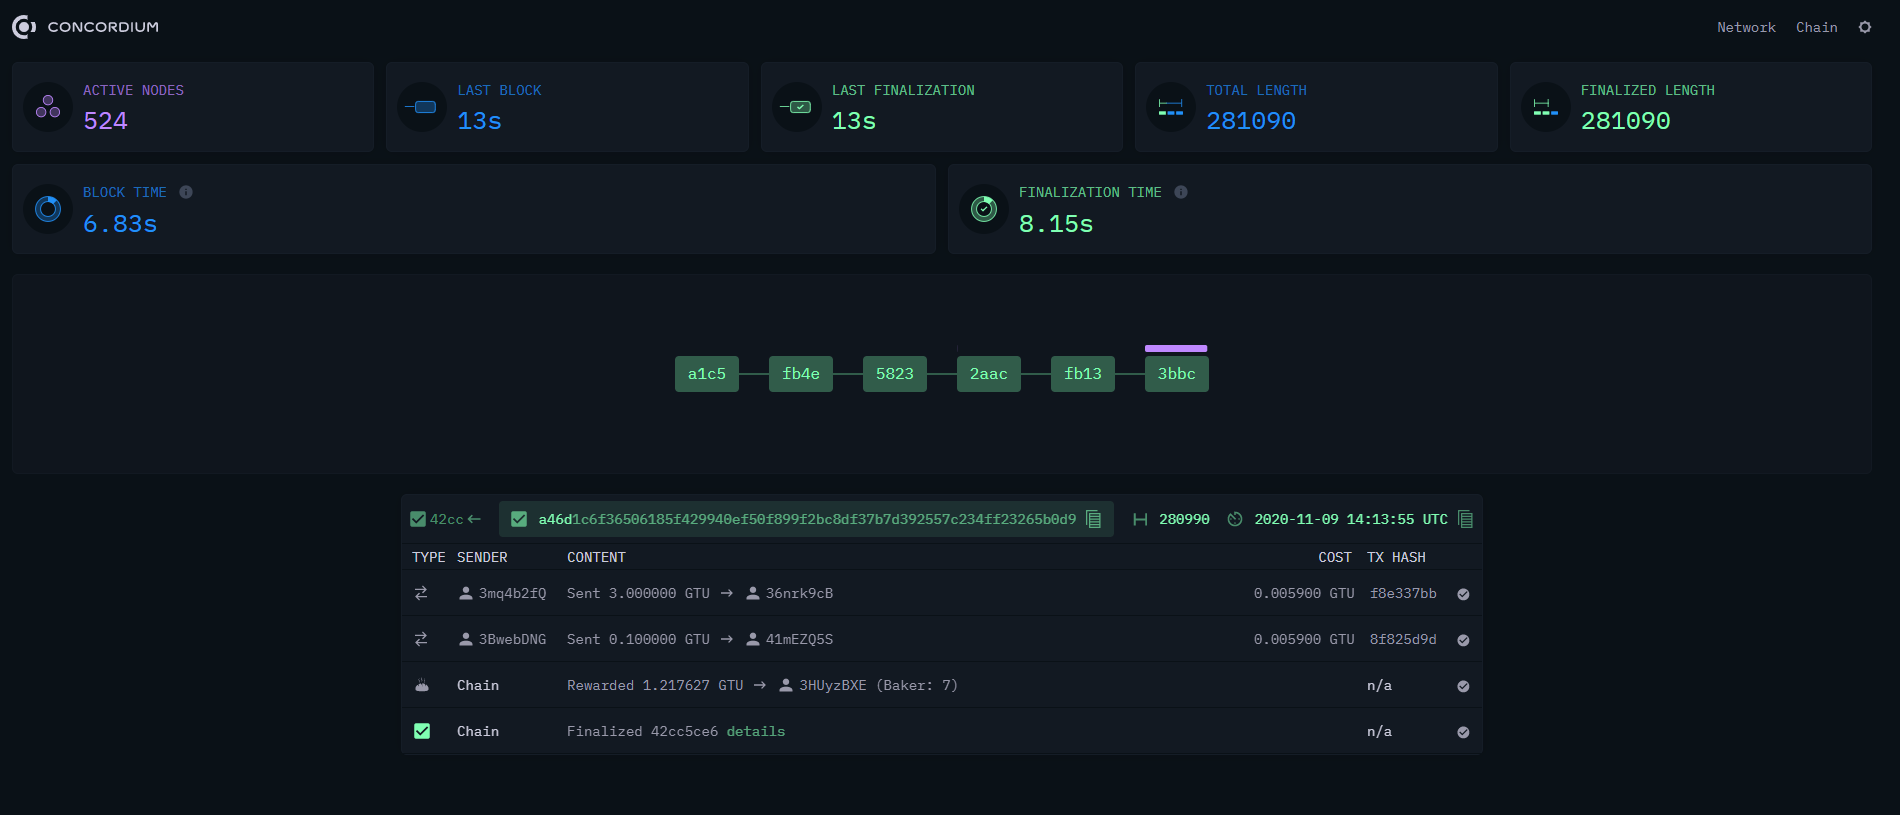 CONCORDIUM
Network Chain
ACTIVE NODES
524
LAST BLOCK
13s
LAST FINALIZATION
13s
TOTAL LENGTH
281090
FINALIZED LENGTH
281090
BLOCK TIME
6.83s
FINALIZATION TIME
8.15s
a1c5 fb4e 5823 2aac fb13 3bbc
42cc← a46d1c6f36506185f429940ef50f899f2bc8df37b7d392557c234ff23265b0d9 280990 2020-11-09 14:13:55 UTC
TYPE SENDER CONTENT COST TX HASH
3mq4b2fQ Sent 3.000000 GTU → 36nrk9cB 0.005900 GTU f8e337bb
3BwebDNG Sent 0.100000 GTU → 41mEZQ5S 0.005900 GTU 8f825d9d
Chain Rewarded 1.217627 GTU → 3HUyzBXE (Baker: 7) n/a
Chain Finalized 42cc5ce6 details n/a